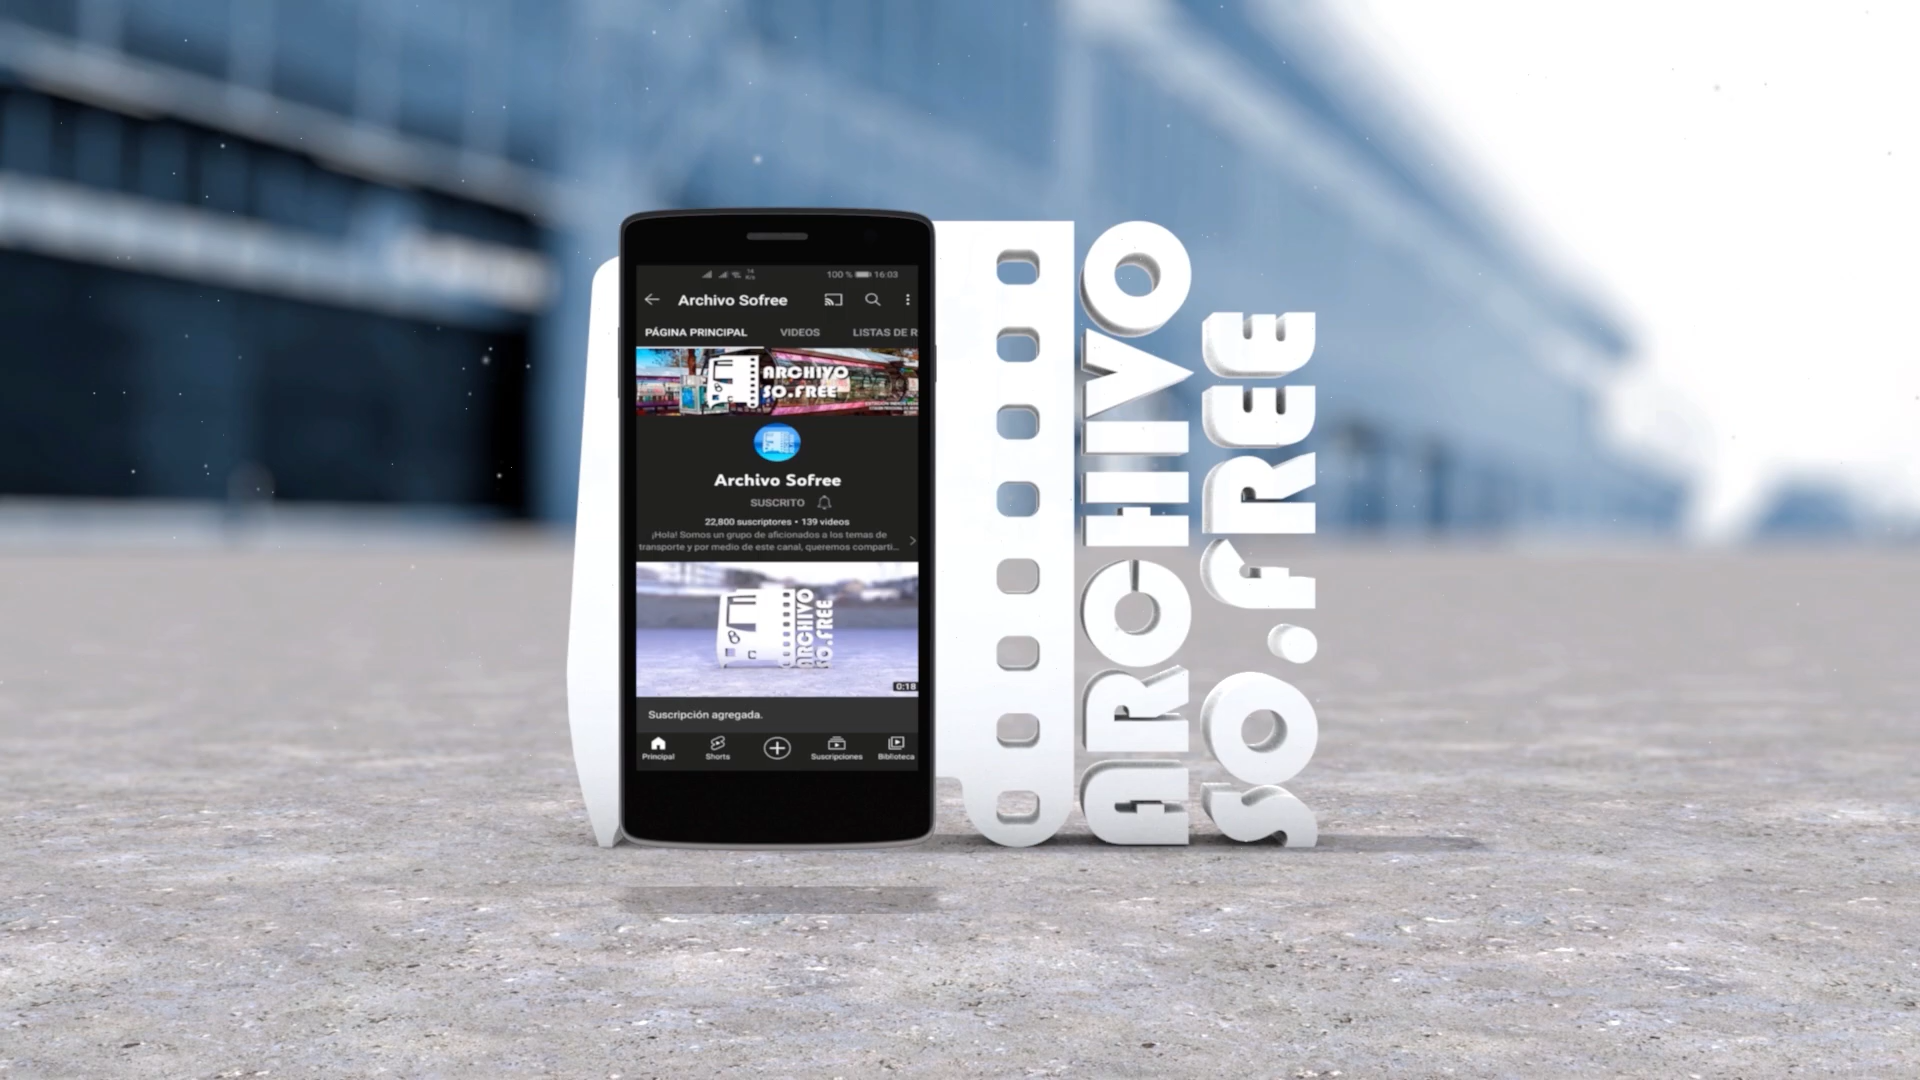 100 % 16:03
Archivo Sofree
PÁGINA PRINCIPAL VIDEOS LISTAS DE R
ARCHIVO
SO.FREE
Archivo Sofree
SUSCRITO
22,800 suscriptores • 139 videos
¡Hola! Somos un grupo de aficionados a los temas de
transporte y por medio de este canal, queremos comparti...
ARCHIVO
SO.FREE
0:18
Suscripción agregada.
Principal Shorts Suscripciones Biblioteca
ARCHIVO
SO.FREE